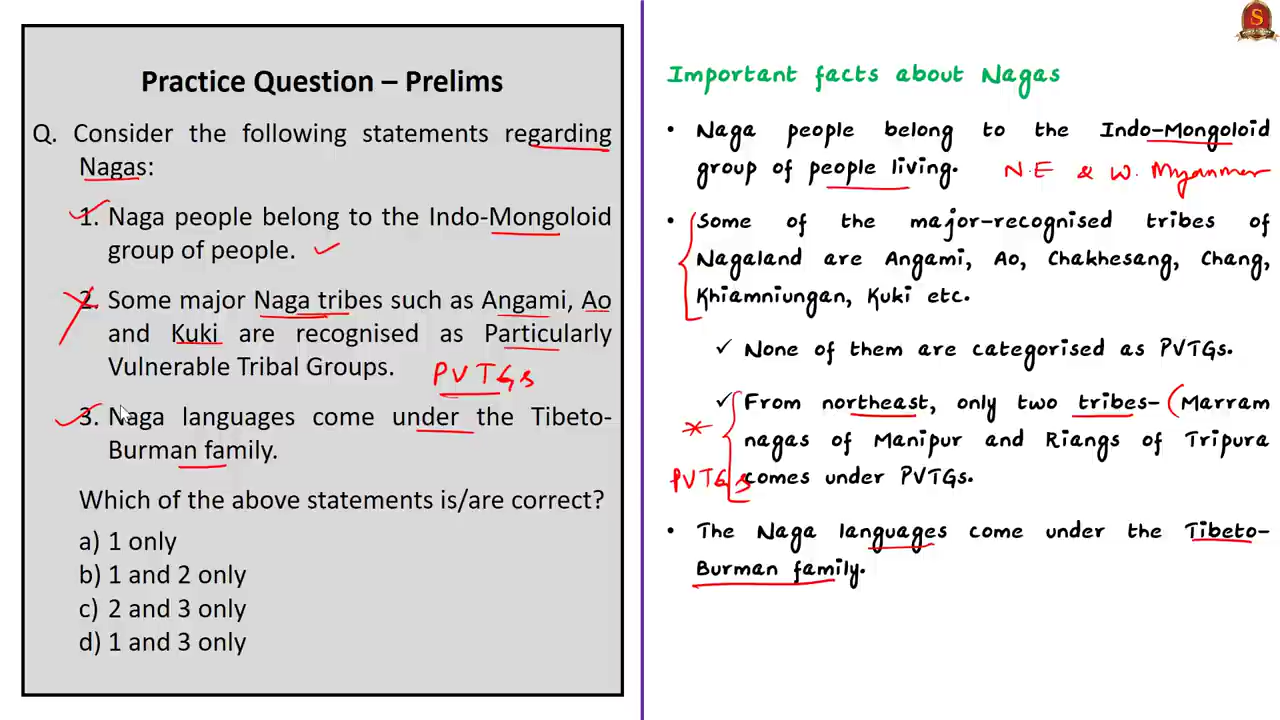 Practice Question – Prelims
Q. Consider the following statements regarding
Nagas:
1. Naga people belong to the Indo-Mongoloid
group of people.
2. Some major Naga tribes such as Angami, Ao
and Kuki are recognised as Particularly
Vulnerable Tribal Groups.
PVTGs
3. Naga languages come under the Tibeto-
Burman family.
Which of the above statements is/are correct?
a) 1 only
b) 1 and 2 only
c) 2 and 3 only
d) 1 and 3 only
S
Important facts about Nagas
• Naga people belong to the Indo-Mongoloid
group of people living. N.E & W. Myanmar
• Some of the major-recognised tribes of
Nagaland are Angami, Ao, Chakhesang, Chang,
Khiamniungan, Kuki etc.
✓ None of them are categorised as PVTGs.
✓ From northeast, only two tribes- (Marram
nagas of Manipur and Riangs of Tripura
PVTGs comes under PVTGs.
• The Naga languages come under the Tibeto-
Burman family.